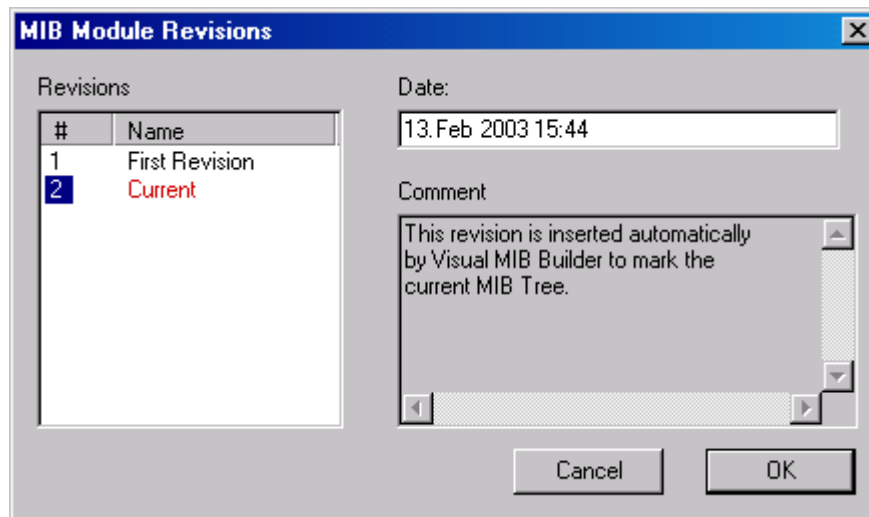 MIB Module Revisions
Revisions
# Name
1 First Revision
2 Current
Date:
13.Feb 2003 15:44
Comment
This revision is inserted automatically
by Visual MIB Builder to mark the
current MIB Tree.
Cancel OK